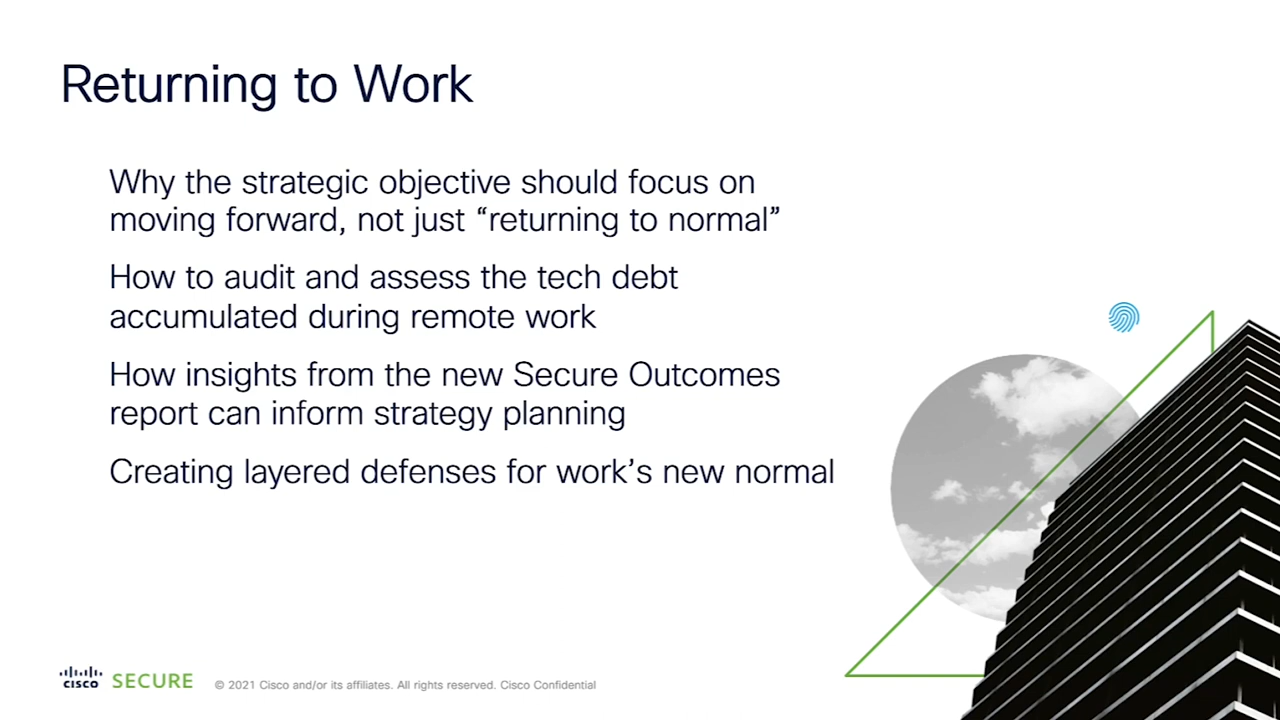 Returning to Work
Why the strategic objective should focus on
moving forward, not just “returning to normal”
How to audit and assess the tech debt
accumulated during remote work
How insights from the new Secure Outcomes
report can inform strategy planning
Creating layered defenses for work’s new normal
CISCO SECURE © 2021 Cisco and/or its affiliates. All rights reserved. Cisco Confidential